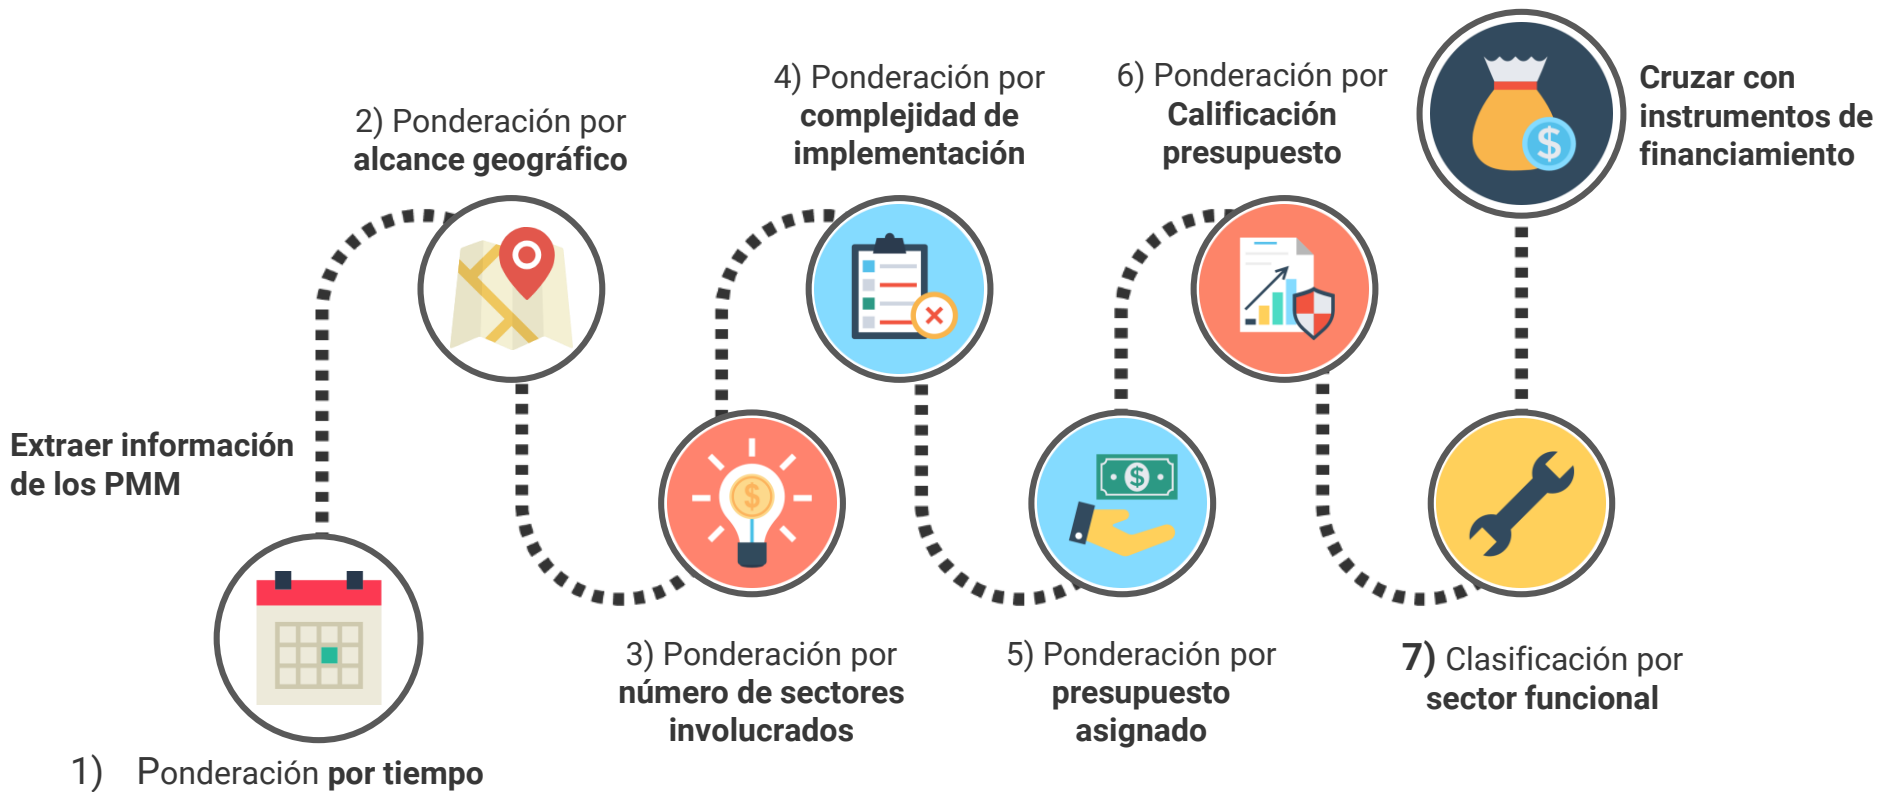 Extraer información
de los PMM
1) Ponderación por tiempo
2) Ponderación por
alcance geográfico
3) Ponderación por
número de sectores
involucrados
4) Ponderación por
complejidad de
implementación
5) Ponderación por
presupuesto
asignado
6) Ponderación por
Calificación
presupuesto
7) Clasificación por
sector funcional
Cruzar con
instrumentos de
financiamiento
$
$
$